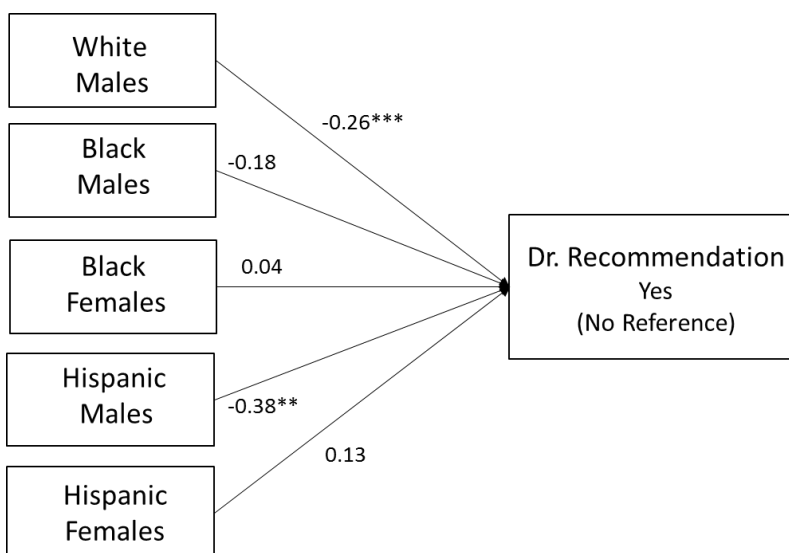 White
Males
-0.26***
Black
Males
-0.18
Black
Females
0.04
Dr. Recommendation
Yes
(No Reference)
Hispanic
Males
-0.38**
0.13
Hispanic
Females